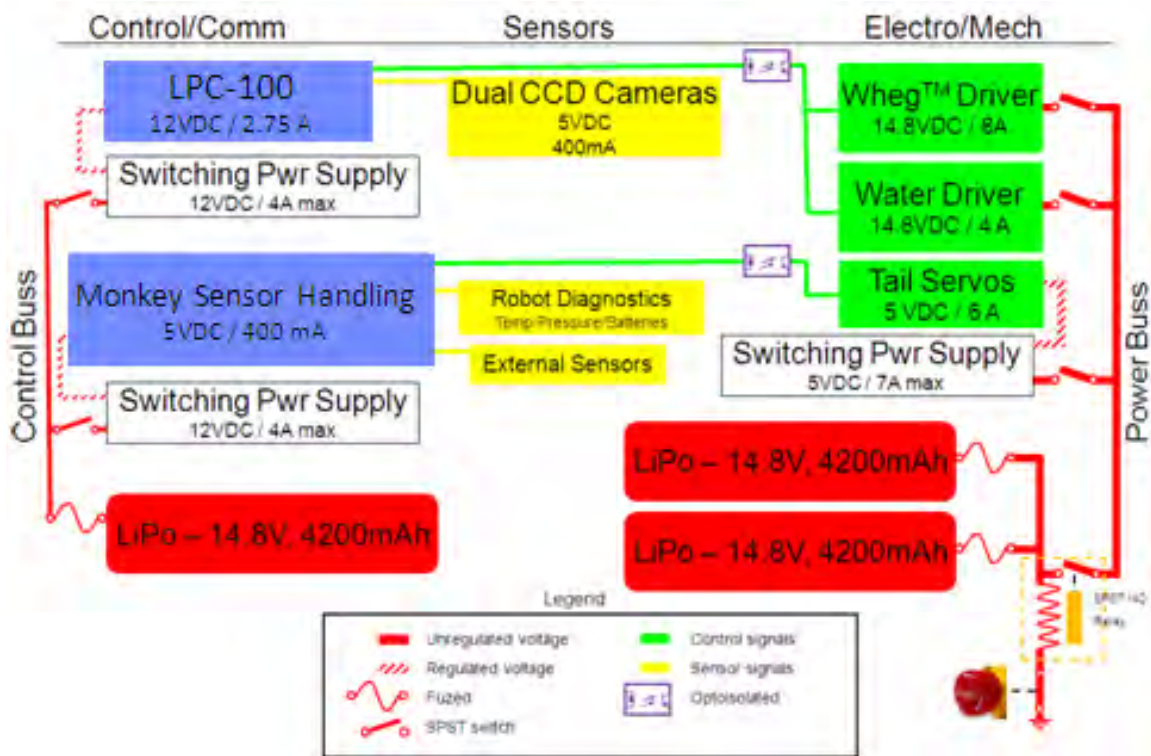 Control/Comm Sensors Electro/Mech
LPC-100
12VDC / 2.75 A
Dual CCD Cameras
5VDC
400mA
Wheg™ Driver
14.8VDC / 8A
Switching Pwr Supply
12VDC / 4A max
Water Driver
14.8VDC / 4 A
Control Buss
Monkey Sensor Handling
5VDC / 400 mA
Robot Diagnostics
Temp/Pressure/Batteries
External Sensors
Tail Servos
5 VDC / 6 A
Switching Pwr Supply
5VDC / 7A max
Power Buss
Switching Pwr Supply
12VDC / 4A max
LiPo – 14.8V, 4200mAh
LiPo – 14.8V, 4200mAh
LiPo – 14.8V, 4200mAh
SPST NO
Relay
Legend
Unregulated voltage
Regulated voltage
Fuzed
SPST switch
Control signals
Sensor signals
Optoisolated